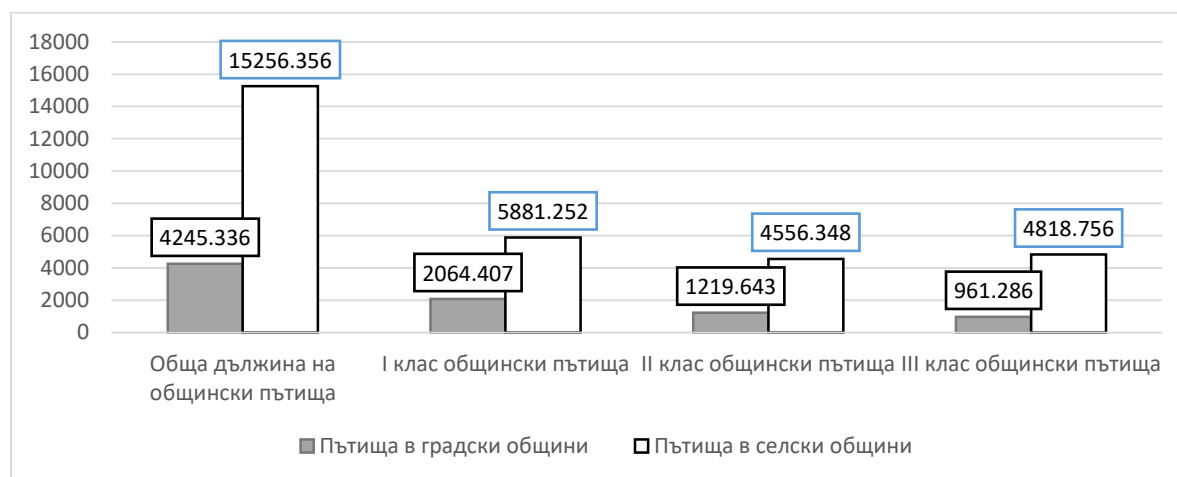 18000
16000
14000
12000
10000
8000
6000
4000
2000
0
15256.356
4245.336
5881.252
2064.407
4556.348
1219.643
4818.756
961.286
Обща дължина на
общински пътища
I клас общински пътища
II клас общински пътища
III клас общински пътища
Пътища в градски общини
Пътища в селски общини